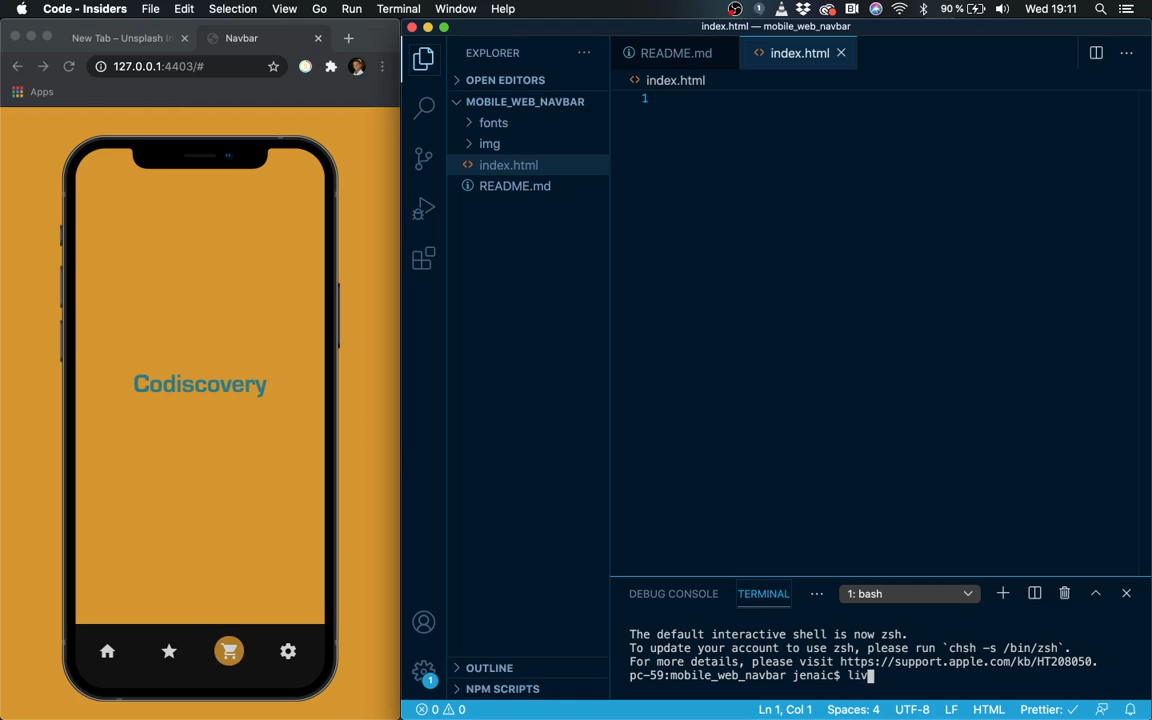 Code - Insiders File Edit Selection View Go Run Terminal Window Help 1 90 % Wed 19:11
New Tab – Unsplash In
Navbar
127.0.0.1:4403/#
Apps
Codiscovery
index.html — mobile_web_navbar
EXPLORER
OPEN EDITORS
MOBILE_WEB_NAVBAR
fonts
img
index.html
README.md
OUTLINE
NPM SCRIPTS
1
README.md
index.html
index.html
1
DEBUG CONSOLE TERMINAL 1: bash
The default interactive shell is now zsh.
To update your account to use zsh, please run `chsh -s /bin/zsh`.
For more details, please visit https://support.apple.com/kb/HT208050.
pc-59:mobile_web_navbar jenaic$ liv
0 0 Ln 1, Col 1 Spaces: 4 UTF-8 LF HTML Prettier: ✓